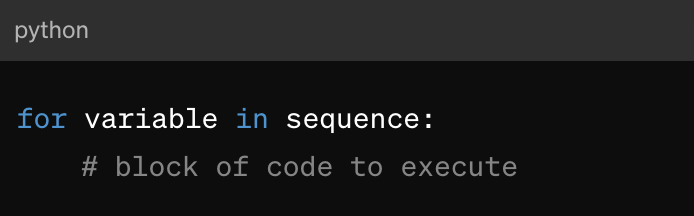 python
for variable in sequence:
    # block of code to execute